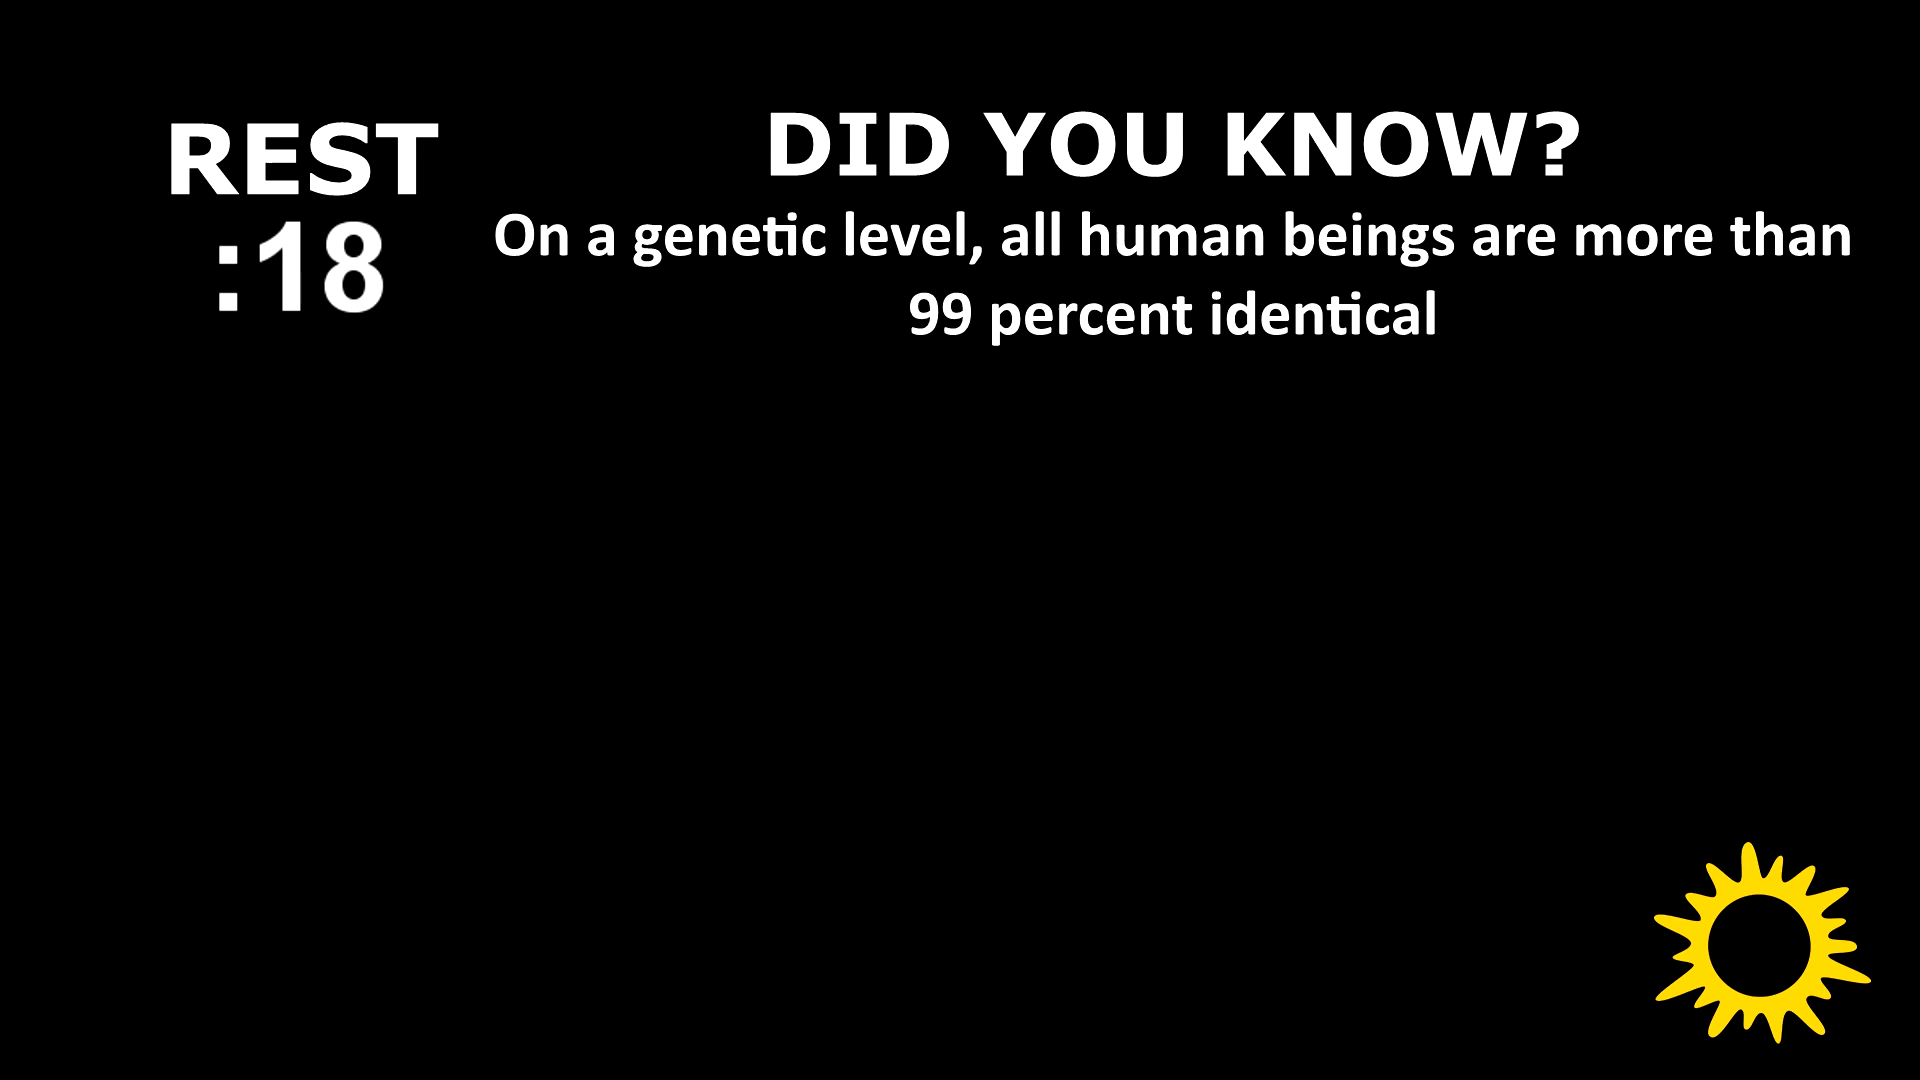 REST
:18
DID YOU KNOW?
On a genetic level, all human beings are more than
99 percent identical